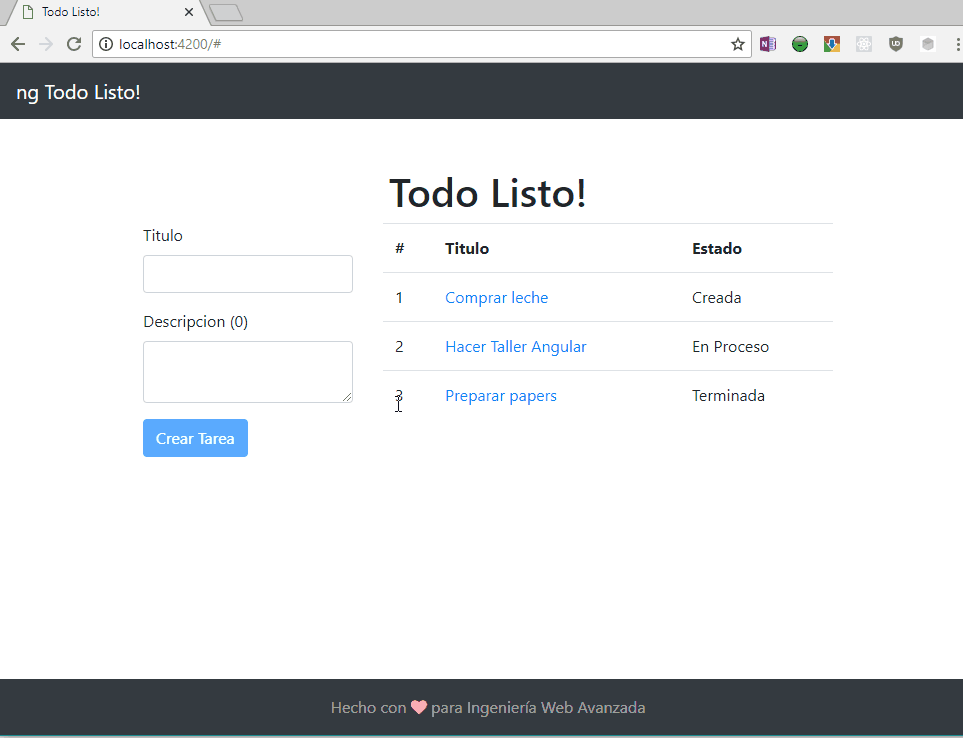 Todo Listo!
localhost:4200/#
ng Todo Listo!
Todo Listo!
Titulo
Descripcion (0)
Crear Tarea
# Titulo Estado
1 Comprar leche Creada
2 Hacer Taller Angular En Proceso
3 Preparar papers Terminada
Hecho con ❤ para Ingeniería Web Avanzada